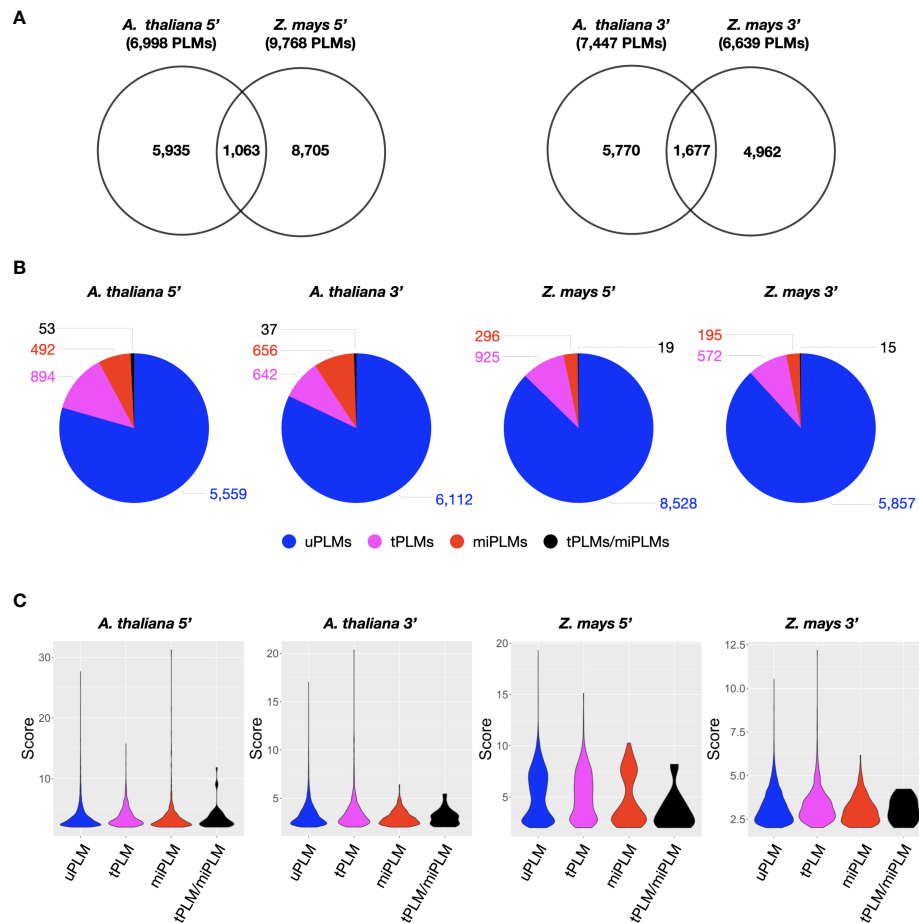 A
A. thaliana 5’ Z. mays 5’ A. thaliana 3’ Z. mays 3’
(6,998 PLMs) (9,768 PLMs) (7,447 PLMs) (6,639 PLMs)
5,935 1,063 8,705 5,770 1,677 4,962
B
A. thaliana 5’ A. thaliana 3’ Z. mays 5’ Z. mays 3’
53 37
492 656 296 19 195 15
894 642 925 572
5,559 6,112 8,528 5,857
uPLMs tPLMs miPLMs tPLMs/miPLMs
C
A. thaliana 5’ A. thaliana 3’ Z. mays 5’ Z. mays 3’
Score
30
20
10
uPLM
tPLM
miPLM
tPLM/miPLM
Score
20
15
10
5
uPLM
tPLM
miPLM
tPLM/miPLM
Score
20
15
10
5
uPLM
tPLM
miPLM
tPLM/miPLM
Score
12.5
10.0
7.5
5.0
2.5
uPLM
tPLM
miPLM
tPLM/miPLM